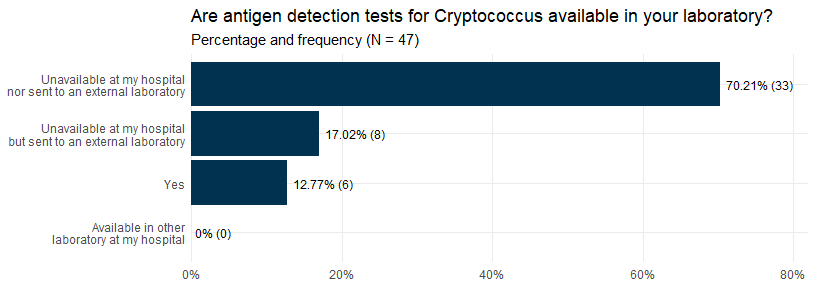 Are antigen detection tests for Cryptococcus available in your laboratory?
Percentage and frequency (N = 47)
Unavailable at my hospital
nor sent to an external laboratory
70.21% (33)
Unavailable at my hospital
but sent to an external laboratory
17.02% (8)
Yes
12.77% (6)
Available in other
laboratory at my hospital
0% (0)
0%
20%
40%
60%
80%